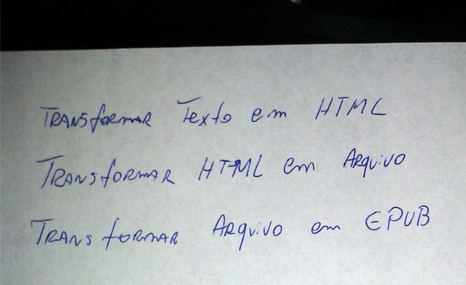 Transformar Texto em HTML
Transformar HTML em Arquivo
Transformar Arquivo em EPUB